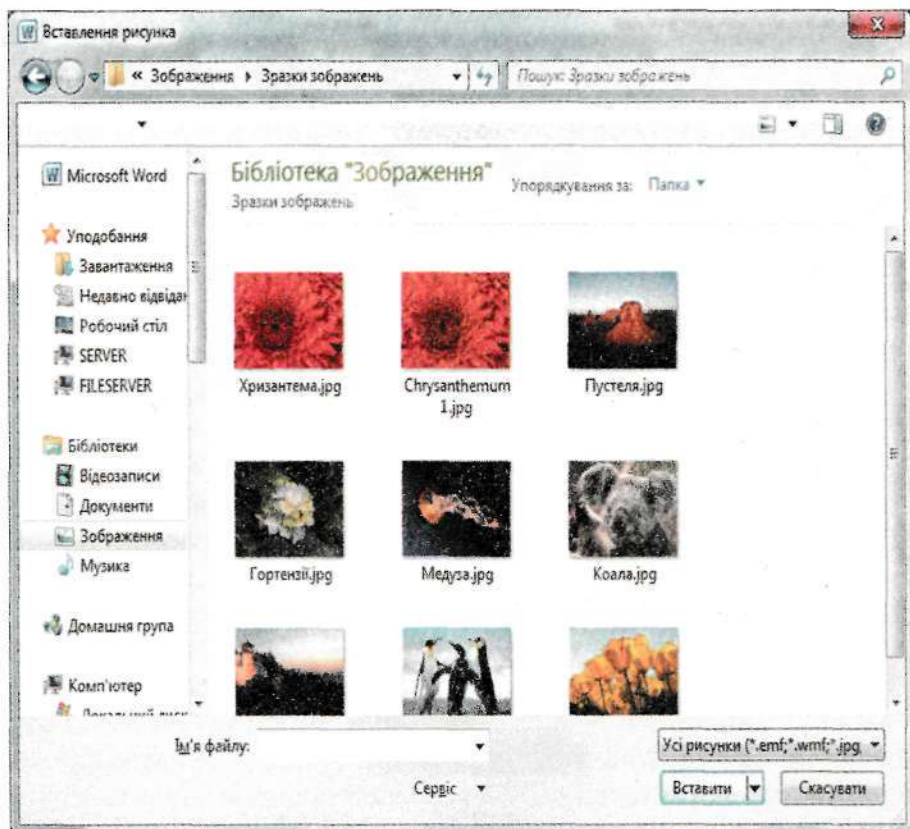 Вставлення рисунка
« Зображення Зразки зображень
Пошук: Зразки зображень
Microsoft Word
Уподобання
Завантаження
Недавно відвідан
Робочий стіл
SERVER
FILESERVER
Бібліотеки
Відеозаписи
Документи
Зображення
Музика
Домашня група
Комп'ютер
Локальний диск
Бібліотека "Зображення"
Зразки зображень
Упорядкування за: Папка
Хризантема.jpg
Chrysanthemum
1.jpg
Пустеля.jpg
Гортензії.jpg
Медуза.jpg
Коала.jpg
Ім'я файлу:
Усі рисунки (*.emf;*.wmf;*.jpg,
Сервіс
Вставити
Скасувати